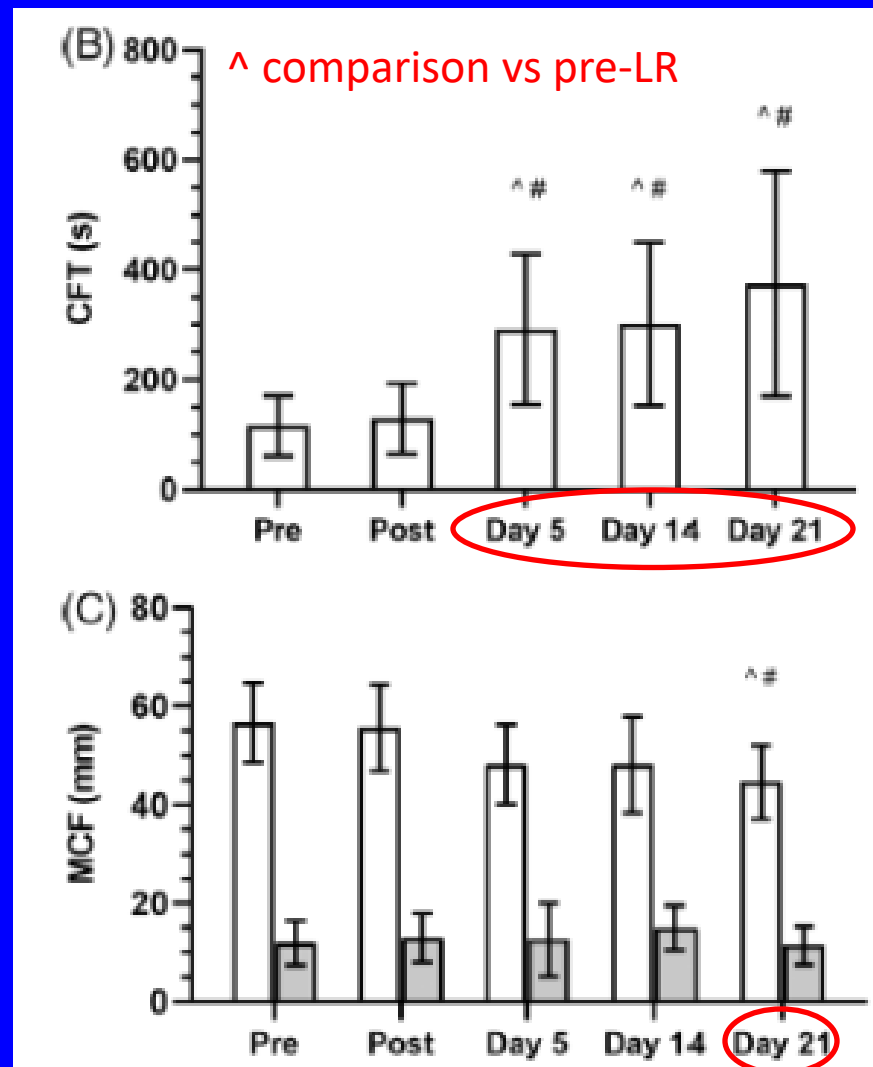 (B)
^ comparison vs pre-LR
800
600
400
200
0
CFT (s)
^ #
^ #
^ #
Pre Post Day 5 Day 14 Day 21
(C)
80
60
40
20
0
MCF (mm)
^ #
Pre Post Day 5 Day 14 Day 21